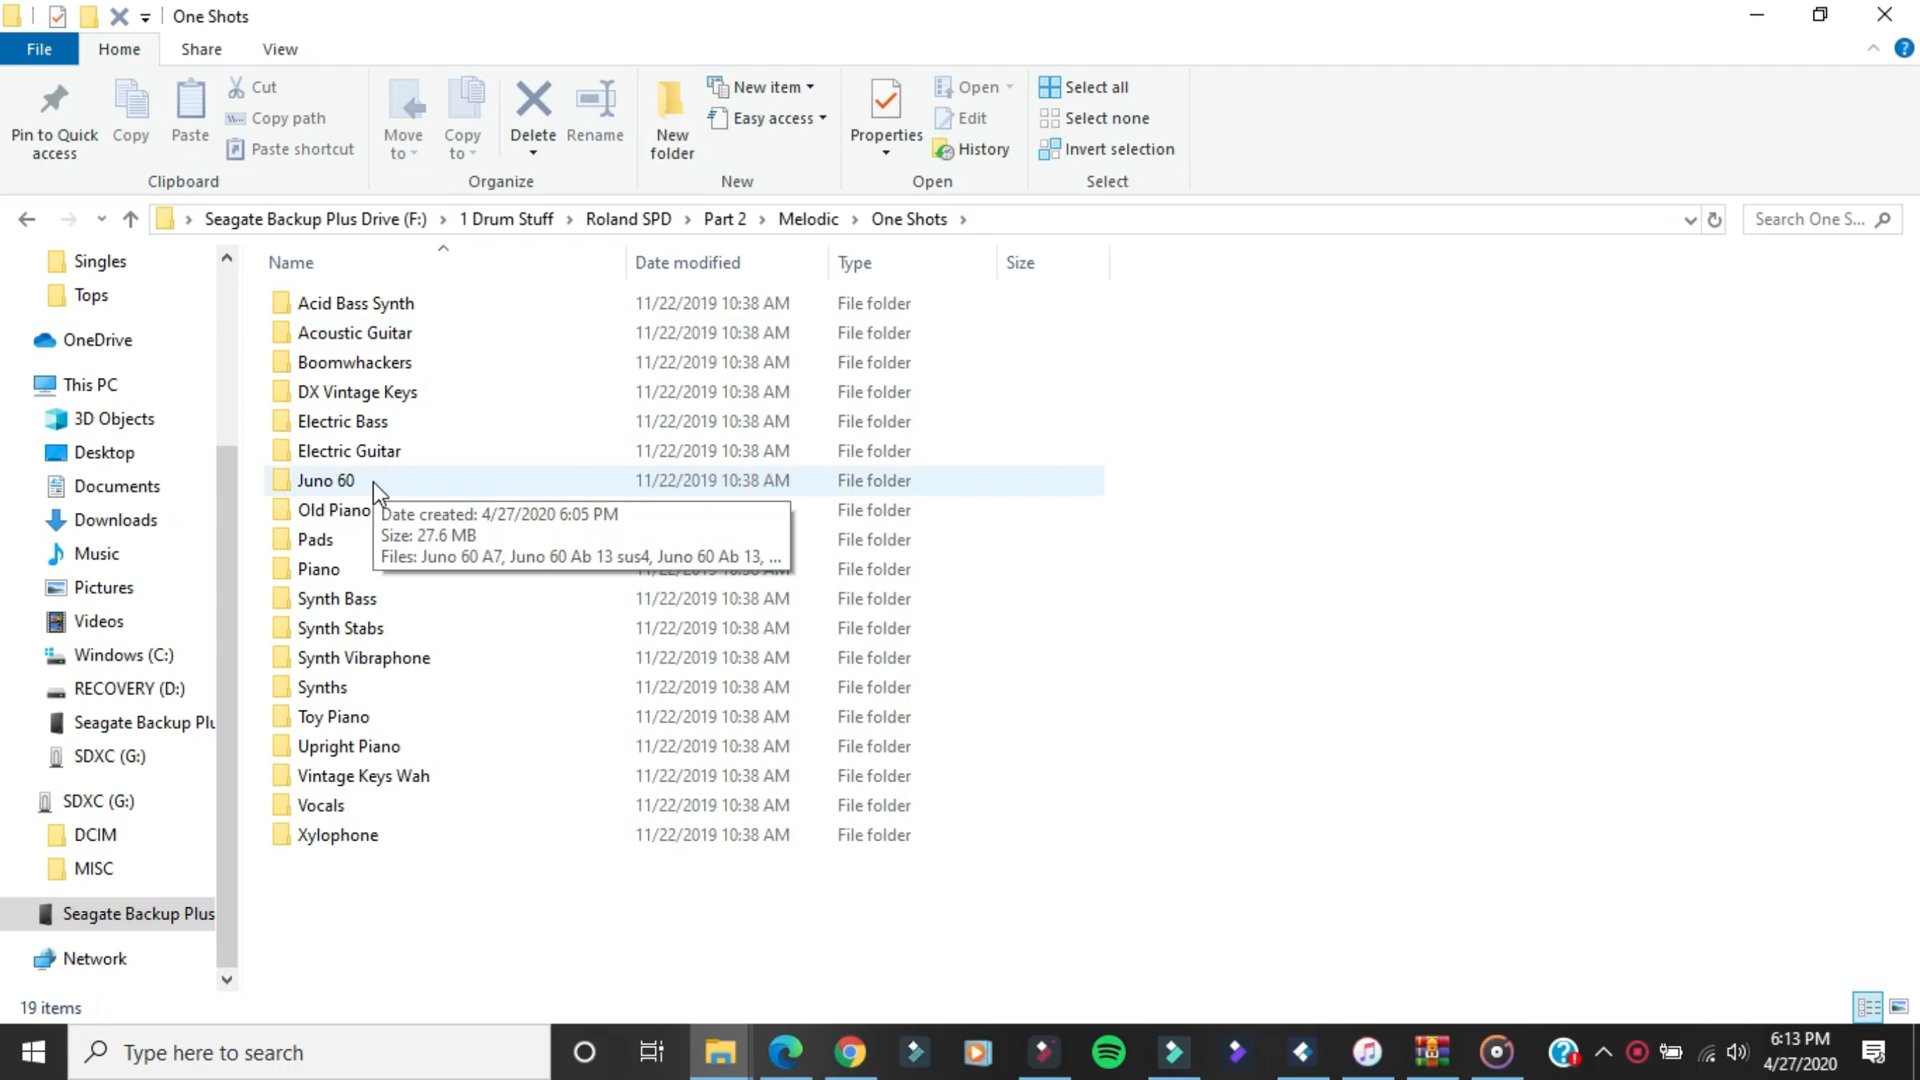 One Shots
File Home Share View
Pin to Quick access
Copy
Paste
Cut
Copy path
Paste shortcut
Clipboard
Move to
Copy to
Delete
Rename
Organize
New folder
New item
Easy access
New
Properties
Open
Edit
History
Open
Select all
Select none
Invert selection
Select
Seagate Backup Plus Drive (F:) > 1 Drum Stuff > Roland SPD > Part 2 > Melodic > One Shots >
Search One S...
Singles
Tops
OneDrive
This PC
3D Objects
Desktop
Documents
Downloads
Music
Pictures
Videos
Windows (C:)
RECOVERY (D:)
Seagate Backup Plu
SDXC (G:)
SDXC (G:)
DCIM
MISC
Seagate Backup Plus
Network
Name Date modified Type Size
Acid Bass Synth 11/22/2019 10:38 AM File folder
Acoustic Guitar 11/22/2019 10:38 AM File folder
Boomwhackers 11/22/2019 10:38 AM File folder
DX Vintage Keys 11/22/2019 10:38 AM File folder
Electric Bass 11/22/2019 10:38 AM File folder
Electric Guitar 11/22/2019 10:38 AM File folder
Juno 60 11/22/2019 10:38 AM File folder
Old Piano File folder
Pads File folder
Piano 11/22/2019 10:38 AM File folder
Date created: 4/27/2020 6:05 PM
Size: 27.6 MB
Files: Juno 60 A7, Juno 60 Ab 13 sus4, Juno 60 Ab 13, ...
Synth Bass 11/22/2019 10:38 AM File folder
Synth Stabs 11/22/2019 10:38 AM File folder
Synth Vibraphone 11/22/2019 10:38 AM File folder
Synths 11/22/2019 10:38 AM File folder
Toy Piano 11/22/2019 10:38 AM File folder
Upright Piano 11/22/2019 10:38 AM File folder
Vintage Keys Wah 11/22/2019 10:38 AM File folder
Vocals 11/22/2019 10:38 AM File folder
Xylophone 11/22/2019 10:38 AM File folder
19 items
Type here to search
6:13 PM
4/27/2020